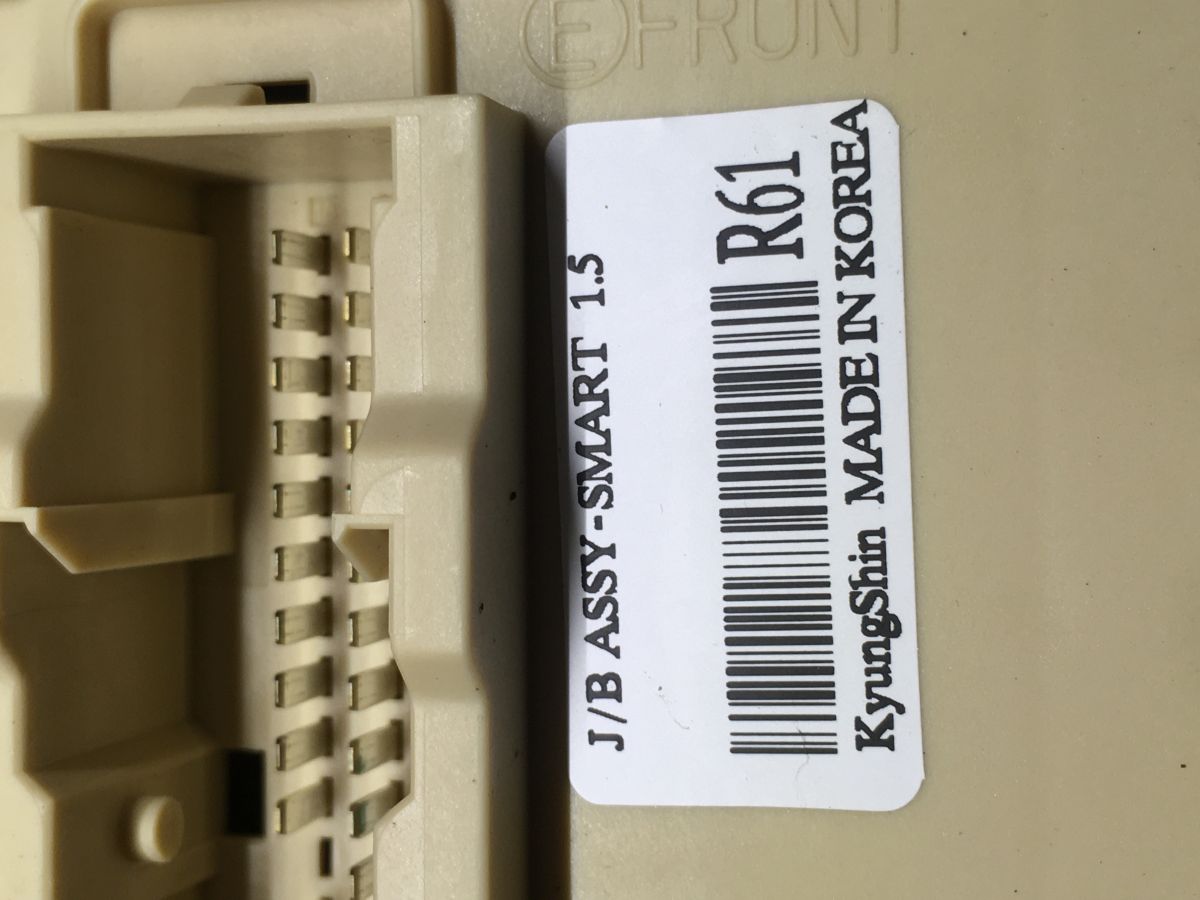 E FRONT
J/B ASSY-SMART 1.5
R61
KyungShin MADE IN KOREA